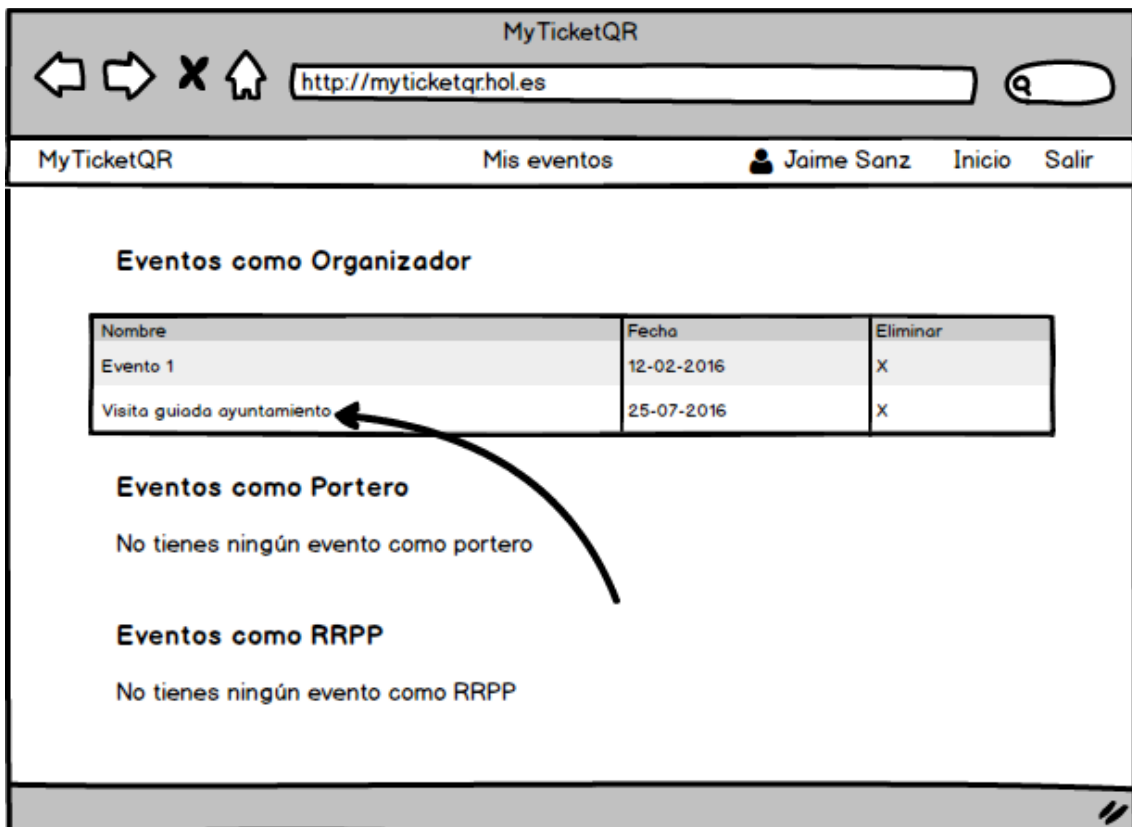 MyTicketQR
http://myticketqr.hol.es
MyTicketQR Mis eventos Jaime Sanz Inicio Salir
Eventos como Organizador
Nombre Fecha Eliminar
Evento 1 12-02-2016 X
Visita guiada ayuntamiento 25-07-2016 X
Eventos como Portero
No tienes ningún evento como portero
Eventos como RRPP
No tienes ningún evento como RRPP